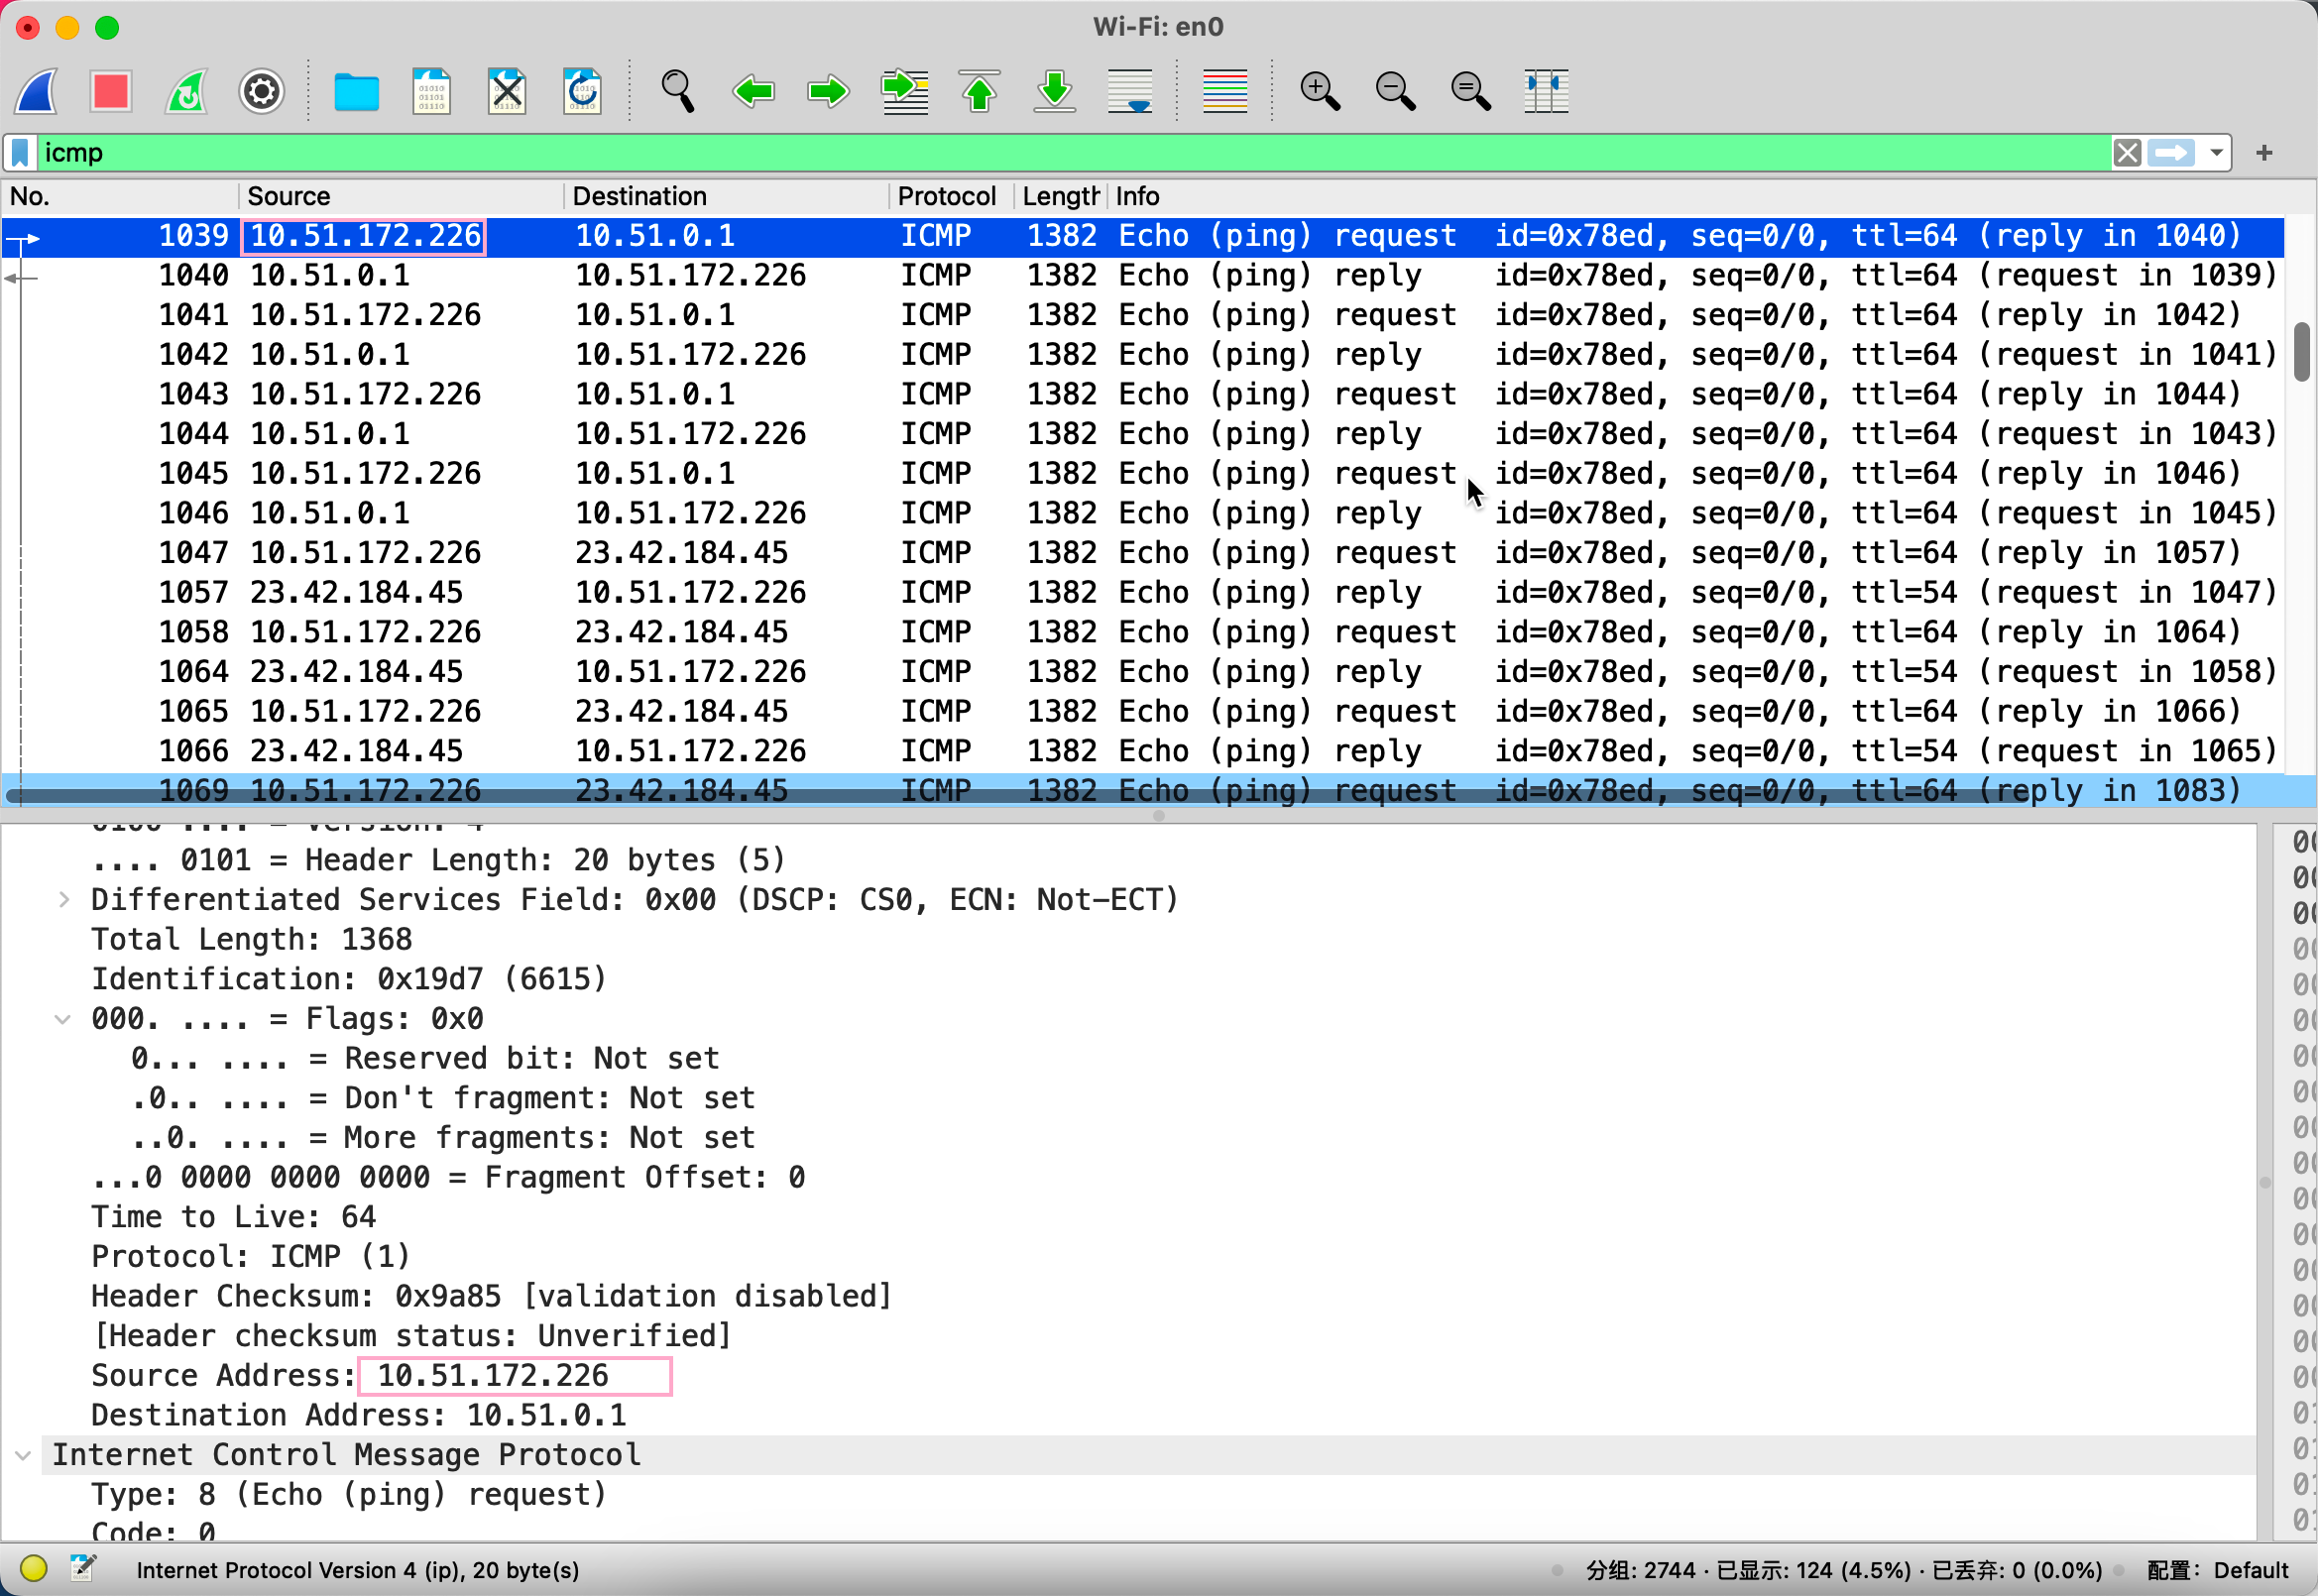 Wi-Fi: en0
icmp
No. Source Destination Protocol Length Info
1039 10.51.172.226 10.51.0.1 ICMP 1382 Echo (ping) request id=0x78ed, seq=0/0, ttl=64 (reply in 1040)
1040 10.51.0.1 10.51.172.226 ICMP 1382 Echo (ping) reply id=0x78ed, seq=0/0, ttl=64 (request in 1039)
1041 10.51.172.226 10.51.0.1 ICMP 1382 Echo (ping) request id=0x78ed, seq=0/0, ttl=64 (reply in 1042)
1042 10.51.0.1 10.51.172.226 ICMP 1382 Echo (ping) reply id=0x78ed, seq=0/0, ttl=64 (request in 1041)
1043 10.51.172.226 10.51.0.1 ICMP 1382 Echo (ping) request id=0x78ed, seq=0/0, ttl=64 (reply in 1044)
1044 10.51.0.1 10.51.172.226 ICMP 1382 Echo (ping) reply id=0x78ed, seq=0/0, ttl=64 (request in 1043)
1045 10.51.172.226 10.51.0.1 ICMP 1382 Echo (ping) request id=0x78ed, seq=0/0, ttl=64 (reply in 1046)
1046 10.51.0.1 10.51.172.226 ICMP 1382 Echo (ping) reply id=0x78ed, seq=0/0, ttl=64 (request in 1045)
1047 10.51.172.226 23.42.184.45 ICMP 1382 Echo (ping) request id=0x78ed, seq=0/0, ttl=64 (reply in 1057)
1057 23.42.184.45 10.51.172.226 ICMP 1382 Echo (ping) reply id=0x78ed, seq=0/0, ttl=54 (request in 1047)
1058 10.51.172.226 23.42.184.45 ICMP 1382 Echo (ping) request id=0x78ed, seq=0/0, ttl=64 (reply in 1064)
1064 23.42.184.45 10.51.172.226 ICMP 1382 Echo (ping) reply id=0x78ed, seq=0/0, ttl=54 (request in 1058)
1065 10.51.172.226 23.42.184.45 ICMP 1382 Echo (ping) request id=0x78ed, seq=0/0, ttl=64 (reply in 1066)
1066 23.42.184.45 10.51.172.226 ICMP 1382 Echo (ping) reply id=0x78ed, seq=0/0, ttl=54 (request in 1065)
1069 10.51.172.226 23.42.184.45 ICMP 1382 Echo (ping) request id=0x78ed, seq=0/0, ttl=64 (reply in 1083)
0100 .... = Version: 4
.... 0101 = Header Length: 20 bytes (5)
Differentiated Services Field: 0x00 (DSCP: CS0, ECN: Not-ECT)
Total Length: 1368
Identification: 0x19d7 (6615)
000. .... = Flags: 0x0
0... .... = Reserved bit: Not set
.0.. .... = Don't fragment: Not set
..0. .... = More fragments: Not set
...0 0000 0000 0000 = Fragment Offset: 0
Time to Live: 64
Protocol: ICMP (1)
Header Checksum: 0x9a85 [validation disabled]
[Header checksum status: Unverified]
Source Address: 10.51.172.226
Destination Address: 10.51.0.1
Internet Control Message Protocol
Type: 8 (Echo (ping) request)
Code: 0
Internet Protocol Version 4 (ip), 20 byte(s)
分组: 2744 · 已显示: 124 (4.5%) · 已丢弃: 0 (0.0%)
配置: Default